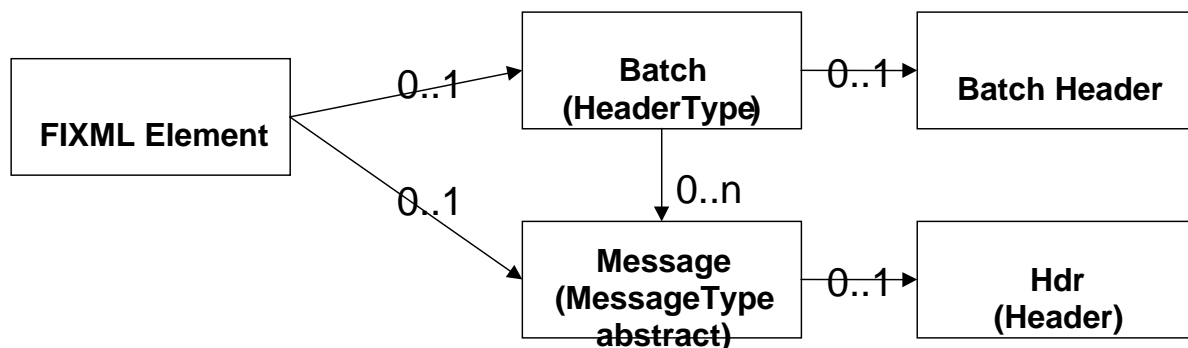 FIXML Element
0..1
0..1
Batch
(HeaderType)
0..1
Batch Header
0..n
Message
(MessageType
abstract)
0..1
Hdr
(Header)